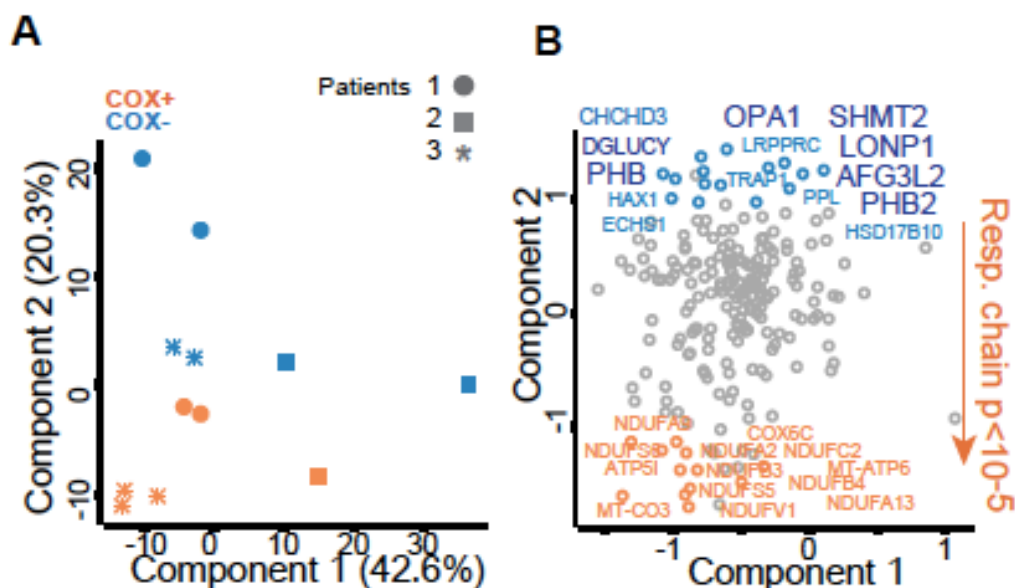 A
COX+
COX-
Patients 1
2
3
20
10
0
-10
Component 2 (20.3%)
-10 0 10 20 30
Component 1 (42.6%)
B
CHCHD3 OPA1 SHMT2
DGLUCY LRPPRC LONP1
PHB TRAP1 AFG3L2
HAX1 PPL PHB2
ECHS1 HSD17B10
1
0
-1
Component 2
NDUFA9
COX6C
NDUFS8 NDUFA2 NDUFC2
ATP5I NDUFB3 MT-ATP6
NDUFS5 NDUFB4
MT-CO3 NDUFV1 NDUFA13
-1 0 1
Component 1
Resp. chain p<10-5